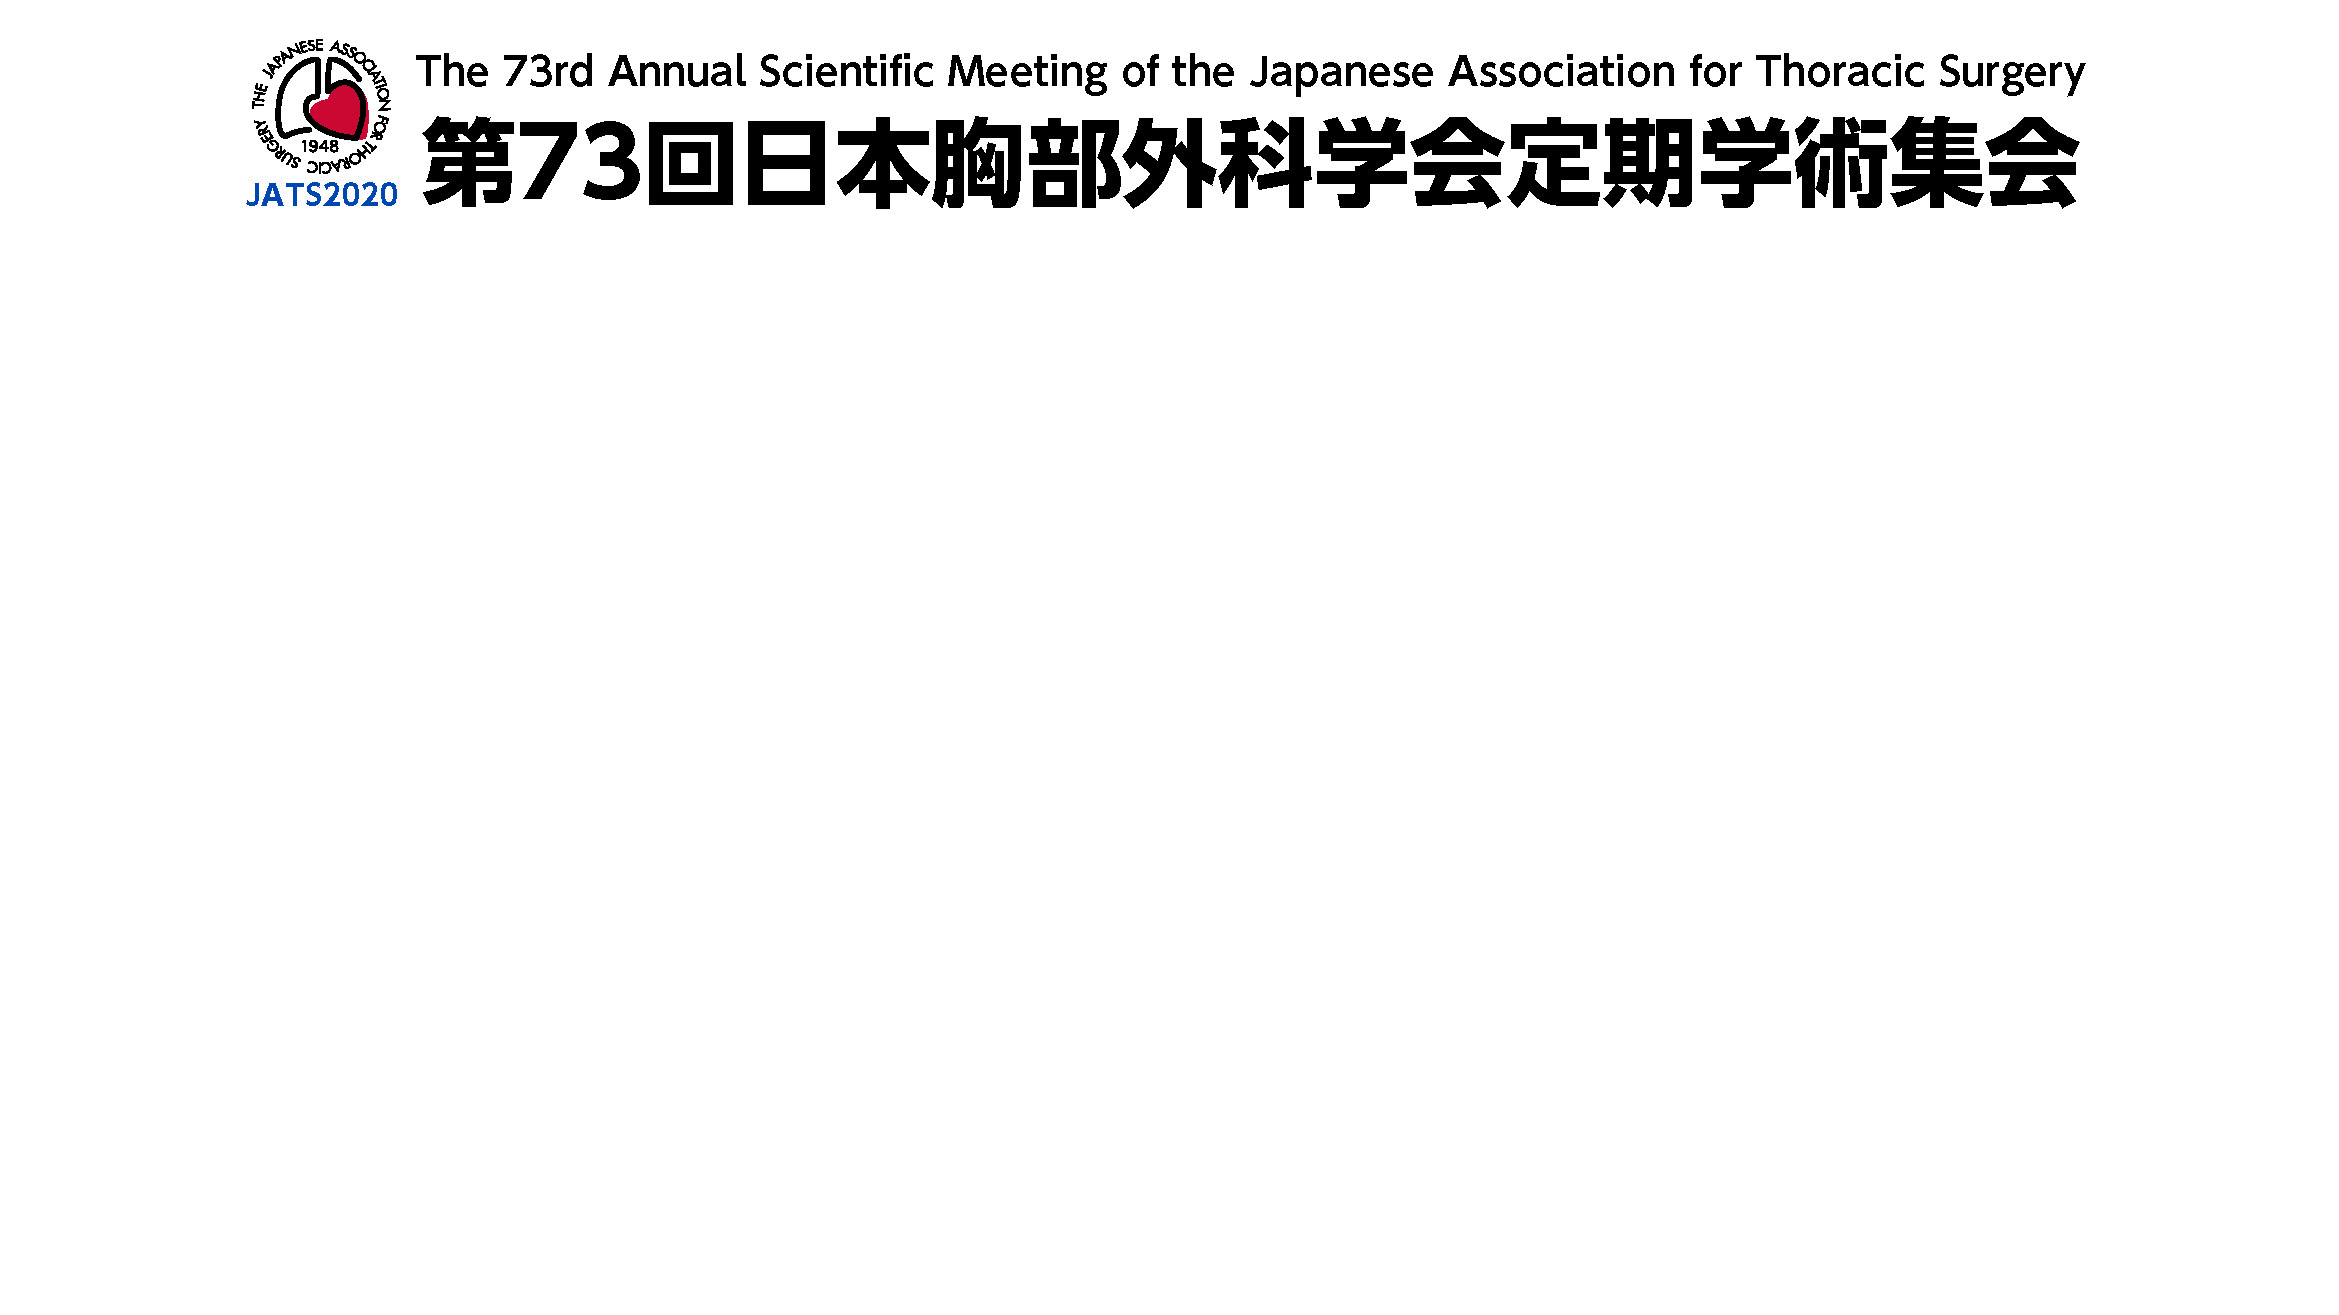 THE JAPANESE ASSOCIATION FOR THORACIC SURGERY
1948
JATS2020
The 73rd Annual Scientific Meeting of the Japanese Association for Thoracic Surgery
第73回日本胸部外科学会定期学術集会